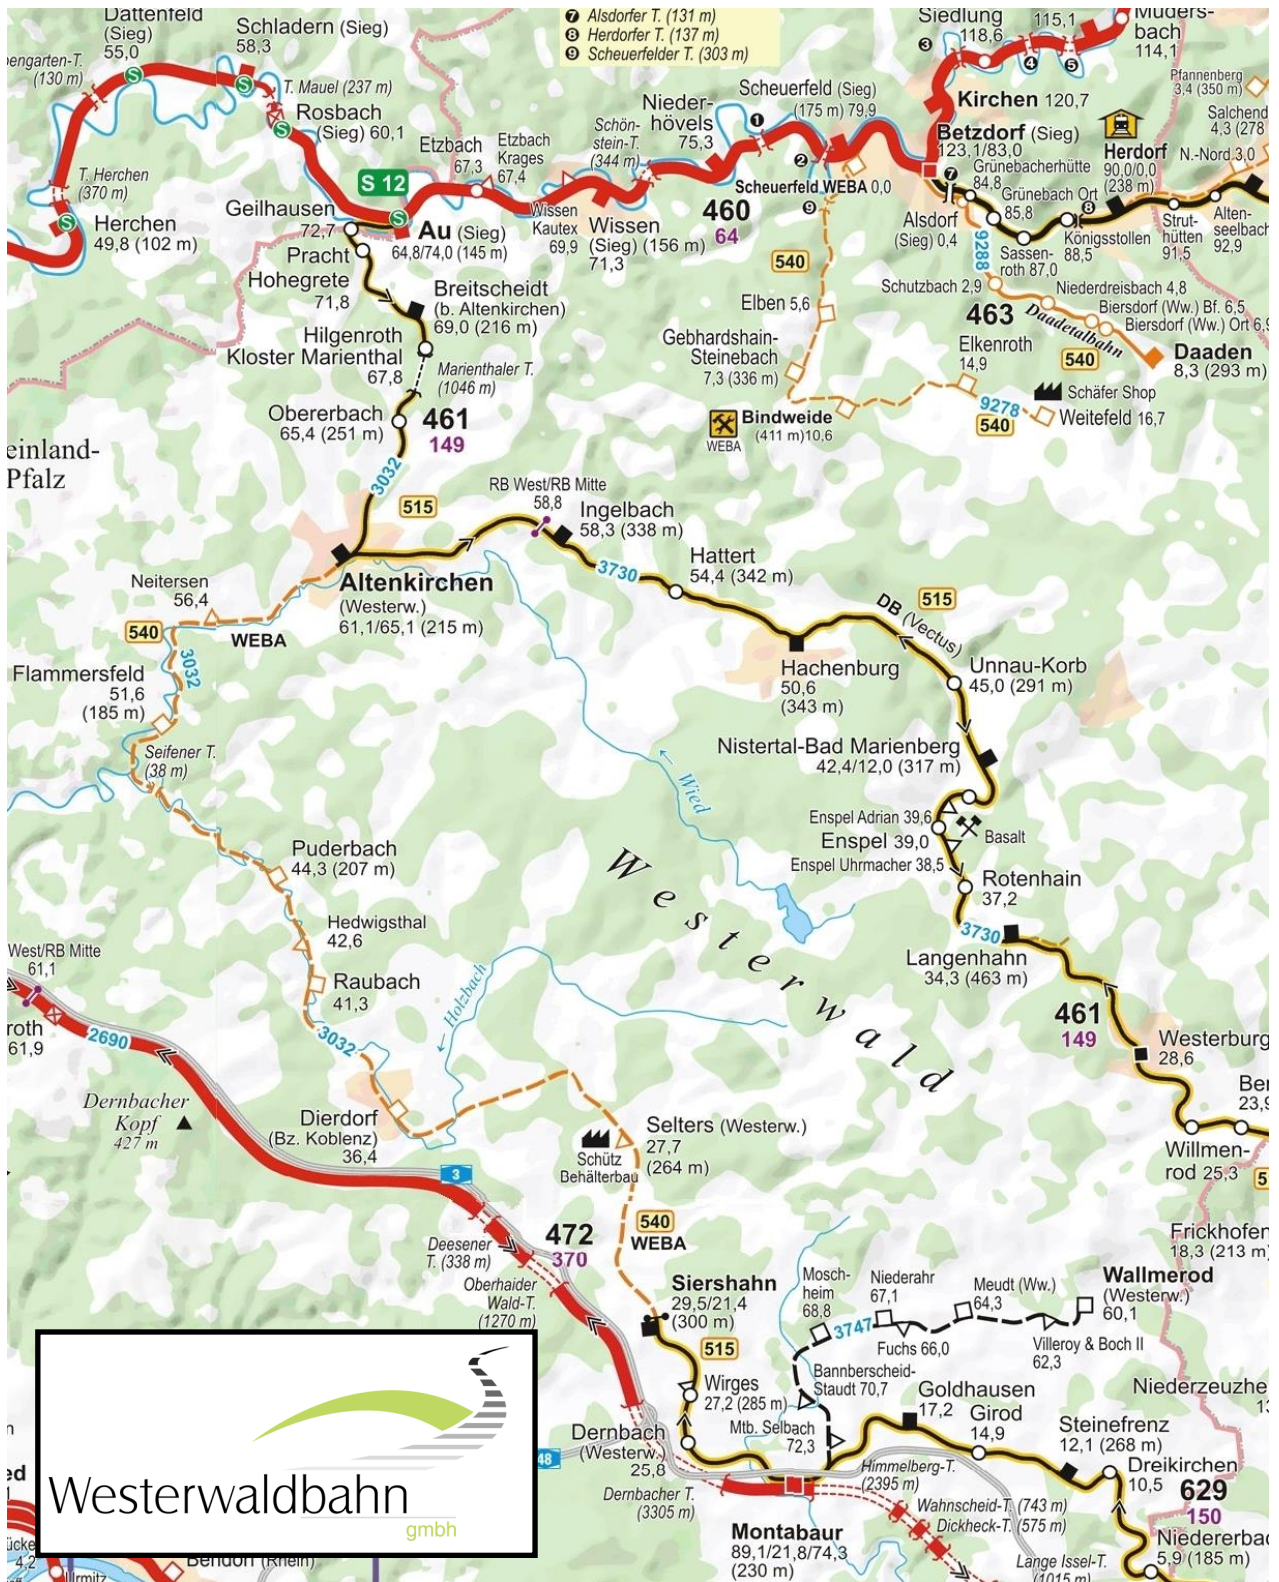 Dattenfeld
(Sieg)
55,0
Schladern (Sieg)
58,3
❼ Alsdorfer T. (131 m)
❽ Herdorfer T. (137 m)
❾ Scheuerfelder T. (303 m)
Siedlung
118,6
115,1
Muders-
bach
114,1
engarten-T.
(130 m)
T. Mauel (237 m)
Rosbach
(Sieg) 60,1
Etzbach
67,3
Etzbach
Krages
67,4
Schön-
stein-T.
(344 m)
Nieder-
hövels
75,3
Scheuerfeld (Sieg)
(175 m) 79,9
Kirchen 120,7
Pfannenberg
3,4 (350 m)
Salchend
4,3 (278
Betzdorf (Sieg)
123,1/83,0
Grünebacherhütte
84,8
Grünebach Ort
85,8
Herdorf
90,0/0,0
(238 m)
N.-Nord 3,0
T. Herchen
(370 m)
Herchen
49,8 (102 m)
S 12
Geilhausen
72,7
Au (Sieg)
64,8/74,0 (145 m)
Wissen
Kautex
69,9
Wissen
(Sieg) (156 m)
71,3
Scheuerfeld WEBA 0,0
460
64
Alsdorf
(Sieg) 0,4
9288
Sassen-
roth 87,0
Königsstollen
88,5
Strut-
hütten
91,5
Alten-
seelbach
92,9
Pracht
Hohegrete
71,8
Breitscheidt
(b. Altenkirchen)
69,0 (216 m)
540
Elben 5,6
Schutzbach 2,9
Niederdreisbach 4,8
Biersdorf (Ww.) Bf. 6,5
Biersdorf (Ww.) Ort 6,9
463
Daadetalbahn
540
Daaden
8,3 (293 m)
Hilgenroth
Kloster Marienthal
67,8
Marienthaler T.
(1046 m)
Gebhardshain-
Steinebach
7,3 (336 m)
Elkenroth
14,9
Schäfer Shop
Weitefeld 16,7
9278
540
Obererbach
65,4 (251 m)
461
149
WEBA
Bindweide
(411 m)10,6
einland-
Pfalz
3032
515
RB West/RB Mitte
58,8
Ingelbach
58,3 (338 m)
3730
Hattert
54,4 (342 m)
Neitersen
56,4
Altenkirchen
(Westerw.)
61,1/65,1 (215 m)
540
WEBA
3032
DB (Vectus)
515
Flammersfeld
51,6
(185 m)
Hachenburg
50,6
(343 m)
Unnau-Korb
45,0 (291 m)
Seifener T.
(38 m)
Wied
Nistertal-Bad Marienberg
42,4/12,0 (317 m)
Enspel Adrian 39,6
Enspel 39,0
Basalt
Enspel Uhrmacher 38,5
Puderbach
44,3 (207 m)
Westerwald
Rotenhain
37,2
Hedwigsthal
42,6
3730
Langenhahn
34,3 (463 m)
West/RB Mitte
61,1
Raubach
41,3
Holzbach
roth
61,9
2690
3032
461
149
Westerburg
28,6
Dernbacher
Kopf
427 m
Dierdorf
(Bz. Koblenz)
36,4
Ber
23,9
Selters (Westerw.)
27,7
(264 m)
Schütz
Behälterbau
Willmen-
rod 25,3
3
540
WEBA
472
370
Deesener
T. (338 m)
Oberhaider
Wald-T.
(1270 m)
Frickhofen
18,3 (213 m)
Siershahn
29,5/21,4
(300 m)
Mosch-
heim
68,8
Niederahr
67,1
Meudt (Ww.)
64,3
Wallmerod
(Westerw.)
60,1
3747
Fuchs 66,0
Villeroy & Boch II
62,3
515
Wirges
27,2 (285 m)
Bannberscheid-
Staudt 70,7
Goldhausen
17,2
Girod
14,9
Niederzeuzhe
Mtb. Selbach
72,3
Steinefrenz
12,1 (268 m)
Dernbach
(Westerw.)
25,8
48
Dreikirchen
10,5
Himmelberg-T.
(2395 m)
629
150
Dernbacher T.
(3305 m)
Wahnscheid-T. (743 m)
Dickheck-T. (575 m)
Montabaur
89,1/21,8/74,3
(230 m)
Niedererbac
5,9 (185 m)
Lange Issel-T.
(1015 m)
Westerwaldbahn
gmbh
Bendorf (Rhein)
4,2
Urmitz